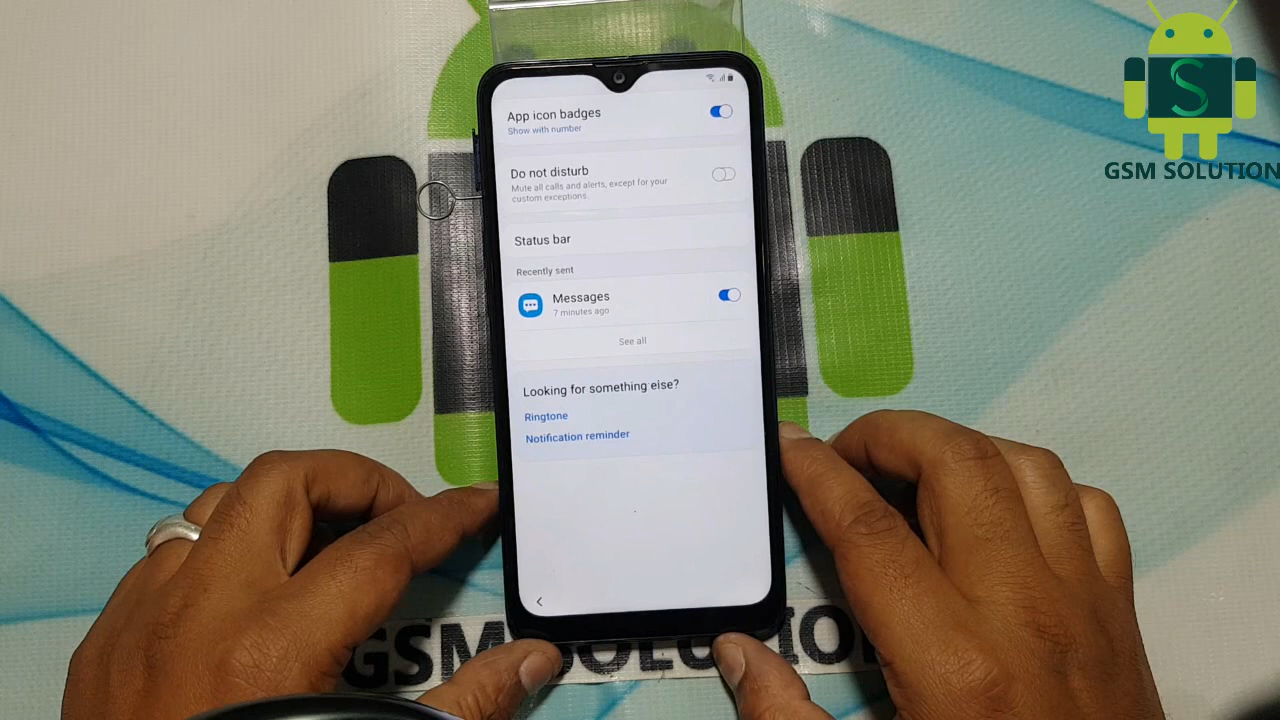 App icon badges
Show with number
Do not disturb
Mute all calls and alerts, except for your
custom exceptions.
Status bar
Recently sent
Messages
7 minutes ago
See all
Looking for something else?
Ringtone
Notification reminder
S
GSM SOLUTION
GSM SOLUTION